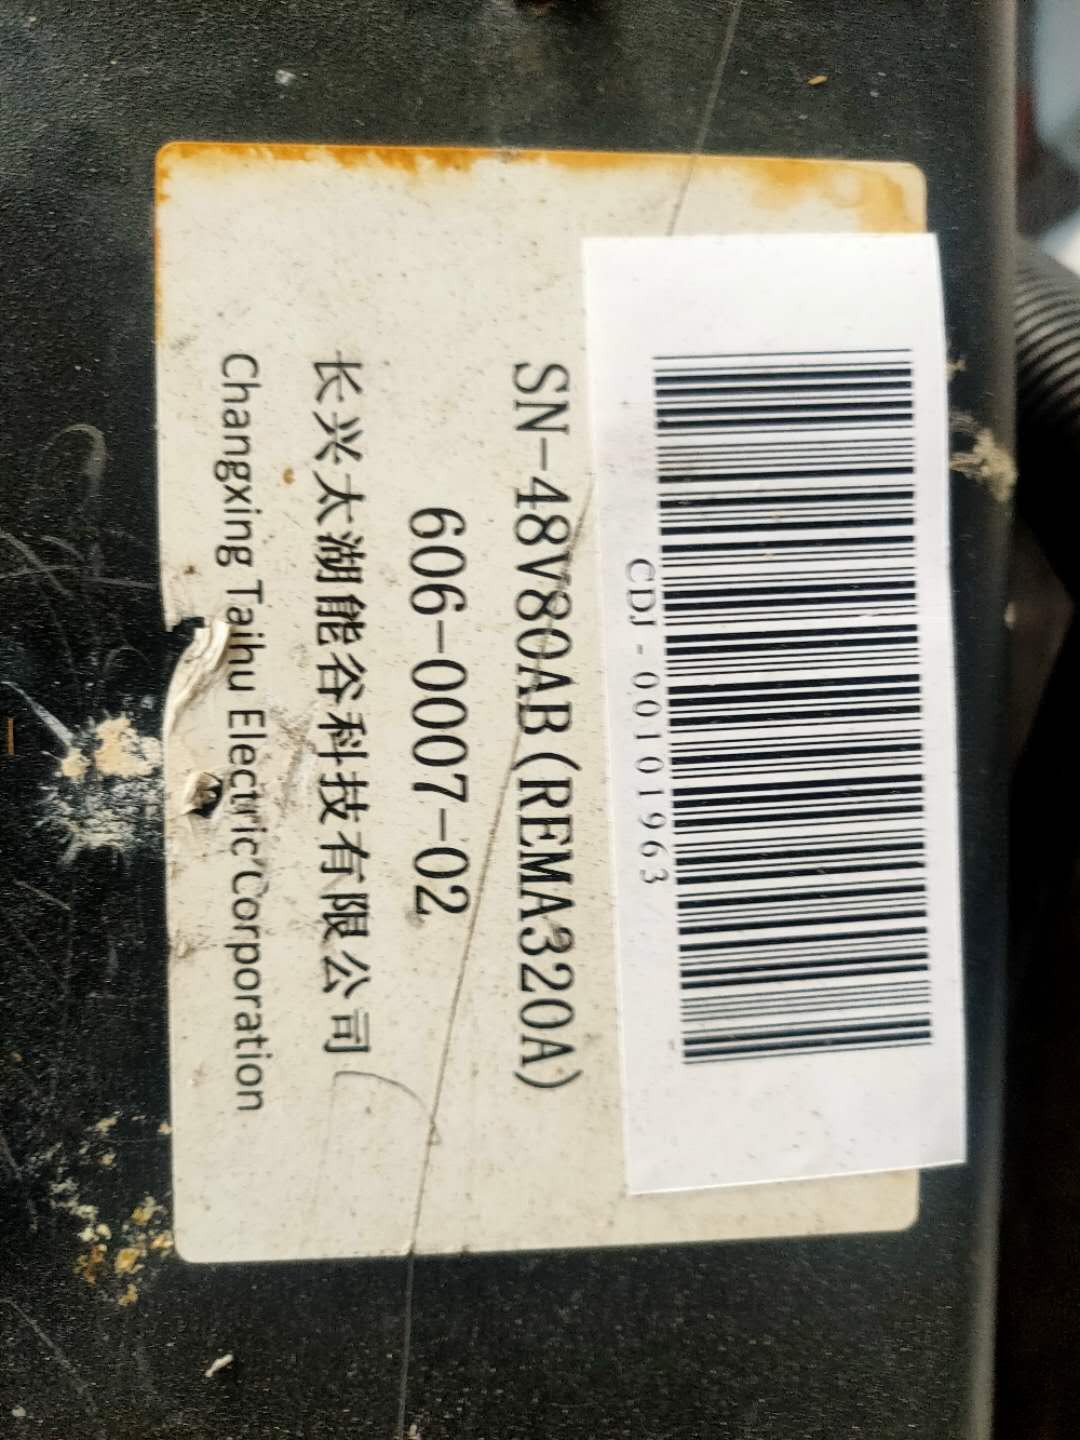 CDJ-00101963
SN-48V80AB(REMA320A)
606-0007-02
长兴太湖能谷科技有限公司
Changxing Taihu Electric Corporation